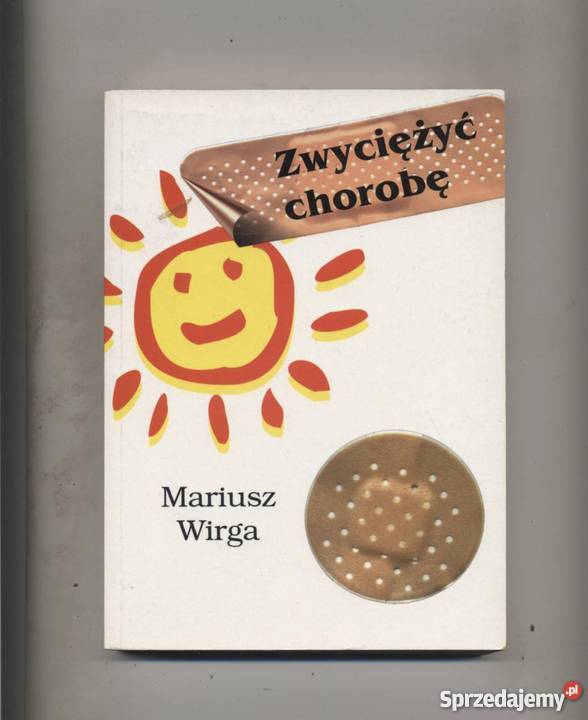 Zwyciężyć
chorobę
Mariusz
Wirga
Sprzedajemy.pl